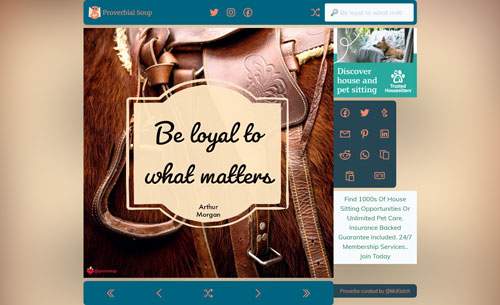 Proverbial Soup
Be loyal to what matt
Discover
house and
pet sitting
Trusted
Housesitters
Be loyal to
what matters
Arthur
Morgan
Find 1000s Of House
Sitting Opportunities Or
Unlimited Pet Care,
Insurance Backed
Guarantee Included. 24/7
Membership Services..
Join Today
Proverbs curated by @McKletch